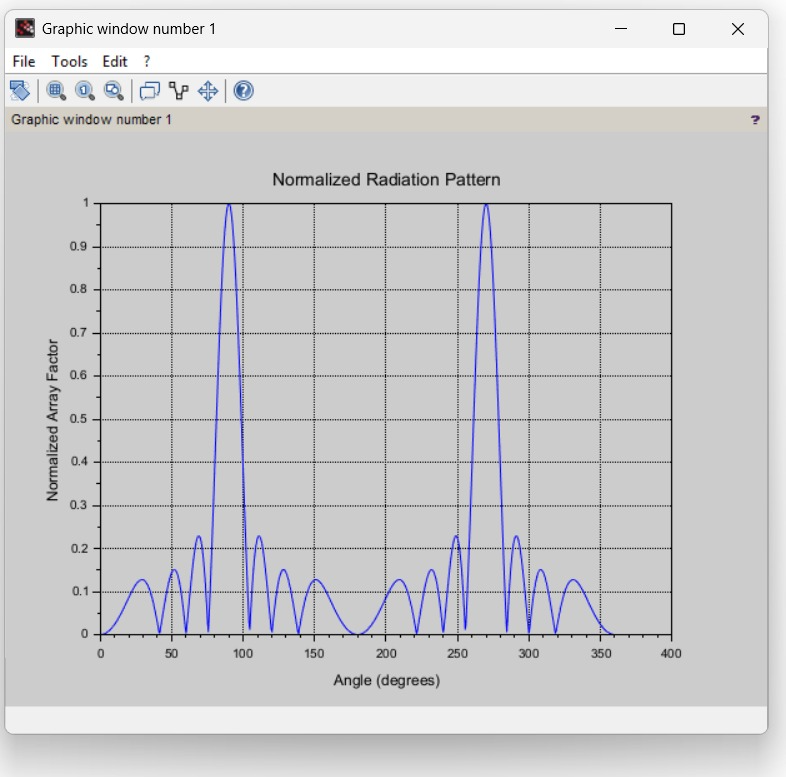 Graphic window number 1
File Tools Edit ?
Graphic window number 1 ?
Normalized Radiation Pattern
1
0.9
0.8
0.7
0.6
0.5
0.4
0.3
0.2
0.1
0
Normalized Array Factor
0 50 100 150 200 250 300 350 400
Angle (degrees)